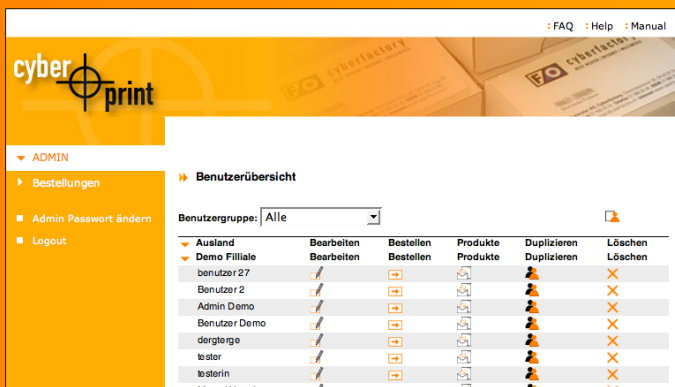 FAQ Help Manual
cyber
print
cyberfactory
FO cyberfactory
ADMIN
Bestellungen
Admin Passwort ändern
Logout
Benutzerübersicht
Benutzergruppe: Alle
Ausland Bearbeiten Bestellen Produkte Duplizieren Löschen
Demo Filliale Bearbeiten Bestellen Produkte Duplizieren Löschen
benutzer 27
Benutzer 2
Admin Demo
Benutzer Demo
dergterge
tester
testerin